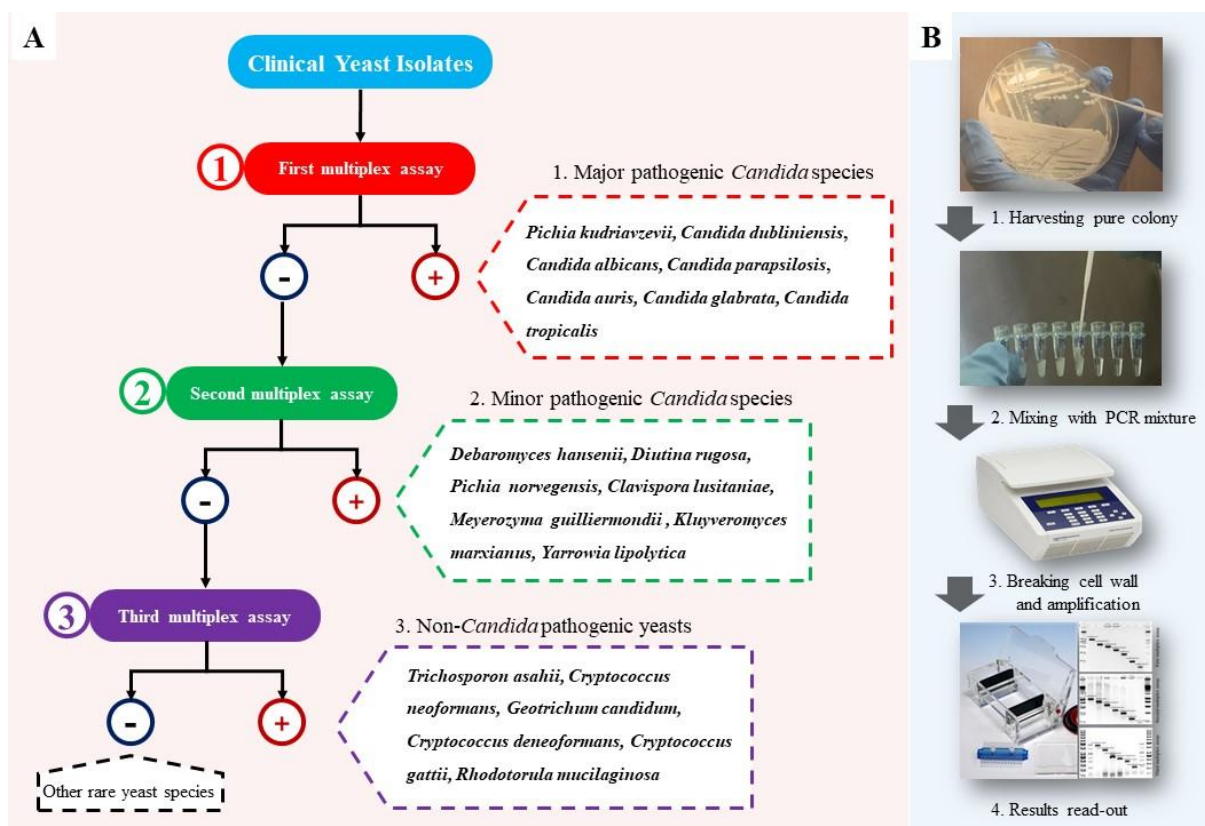 A
Clinical Yeast Isolates
1
First multiplex assay
-
+
1. Major pathogenic Candida species
Pichia kudriavzevii, Candida dubliniensis,
Candida albicans, Candida parapsilosis,
Candida auris, Candida glabrata, Candida
tropicalis
2
Second multiplex assay
-
+
2. Minor pathogenic Candida species
Debaromyces hansenii, Diutina rugosa,
Pichia norvegensis, Clavispora lusitaniae,
Meyerozyma guilliermondii , Kluyveromyces
marxianus, Yarrowia lipolytica
3
Third multiplex assay
-
+
3. Non-Candida pathogenic yeasts
Trichosporon asahii, Cryptococcus
neoformans, Geotrichum candidum,
Cryptococcus deneoformans, Cryptococcus
gattii, Rhodotorula mucilaginosa
Other rare yeast species
B
1. Harvesting pure colony
2. Mixing with PCR mixture
3. Breaking cell wall
and amplification
4. Results read-out